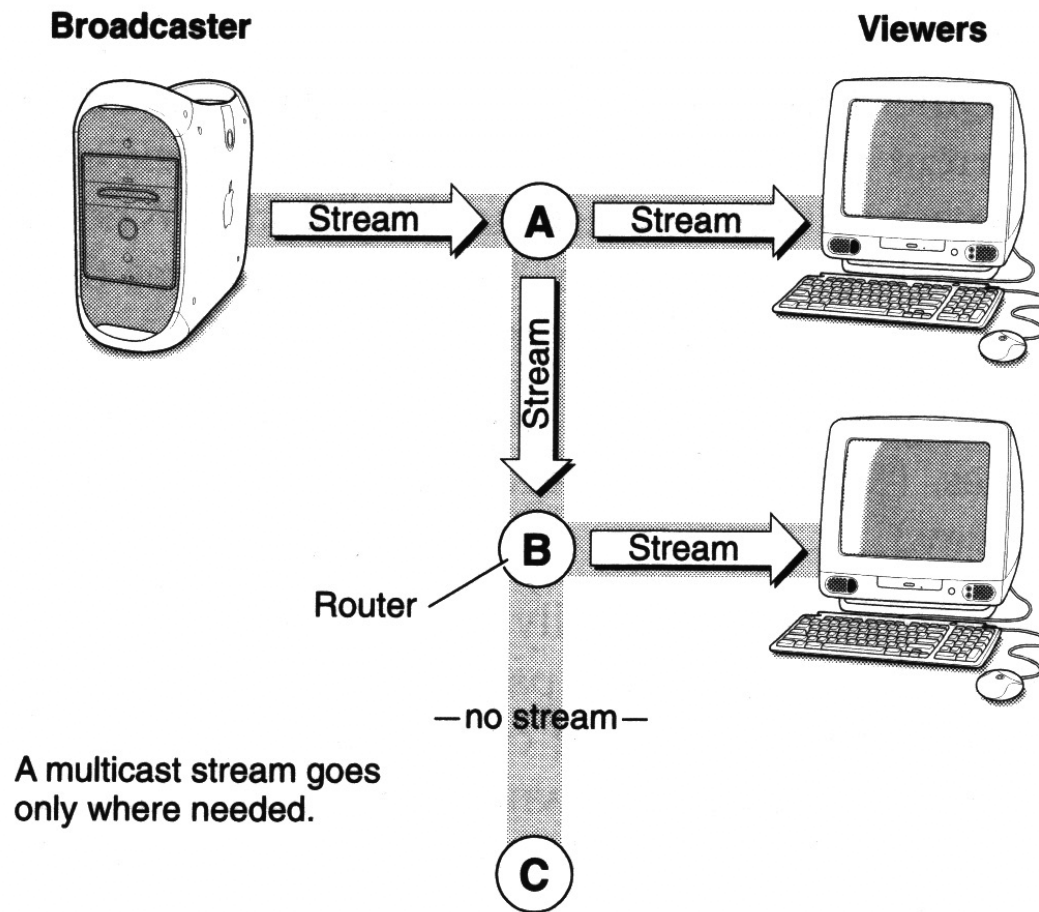 Broadcaster
Viewers
Stream
A
Stream
Stream
B
Stream
Router
—no stream—
A multicast stream goes
only where needed.
C